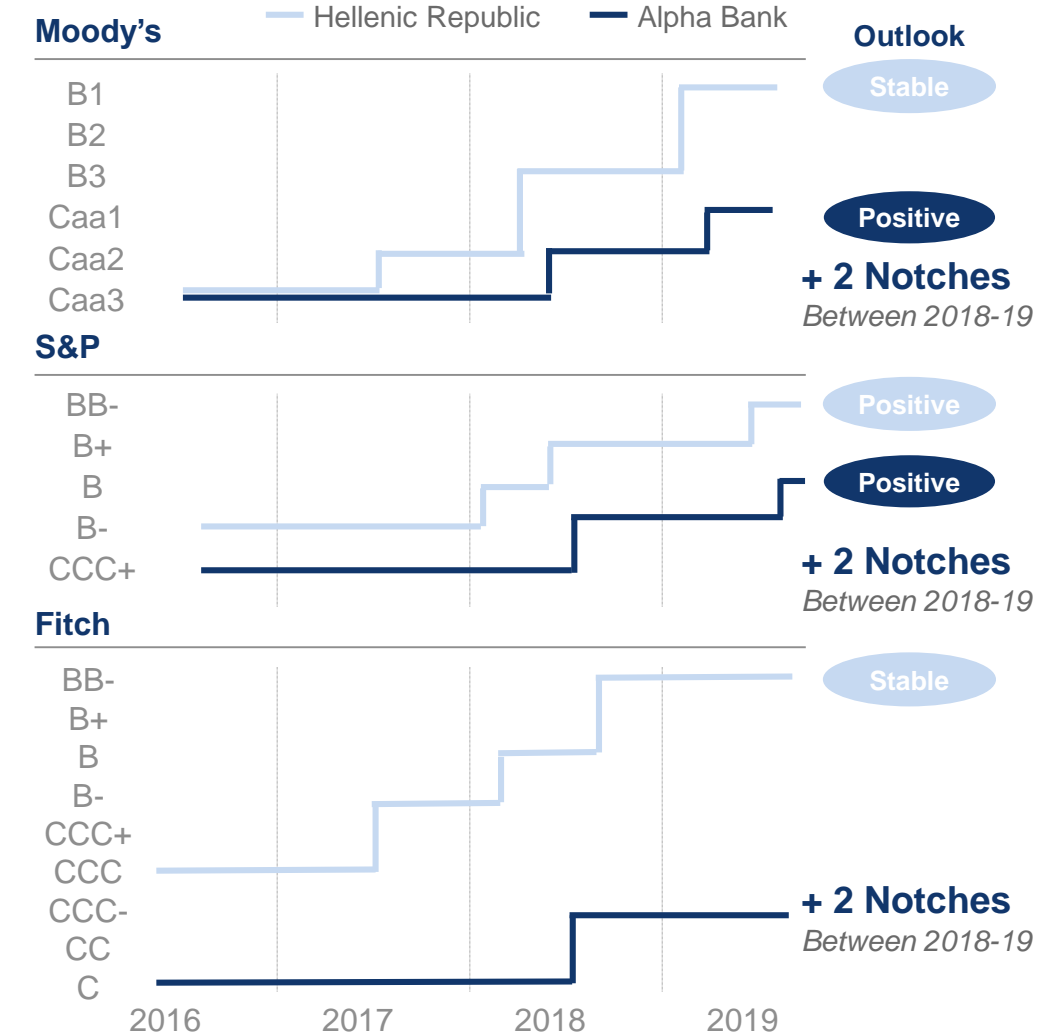 Hellenic Republic Alpha Bank
Moody's Outlook
B1 Stable
B2
B3
Caa1 Positive
Caa2 + 2 Notches
Caa3 Between 2018-19
S&P
BB- Positive
B+
B Positive
B-
CCC+ + 2 Notches
Between 2018-19
Fitch
BB- Stable
B+
B
B-
CCC+
CCC
CCC- + 2 Notches
CC Between 2018-19
C
2016 2017 2018 2019